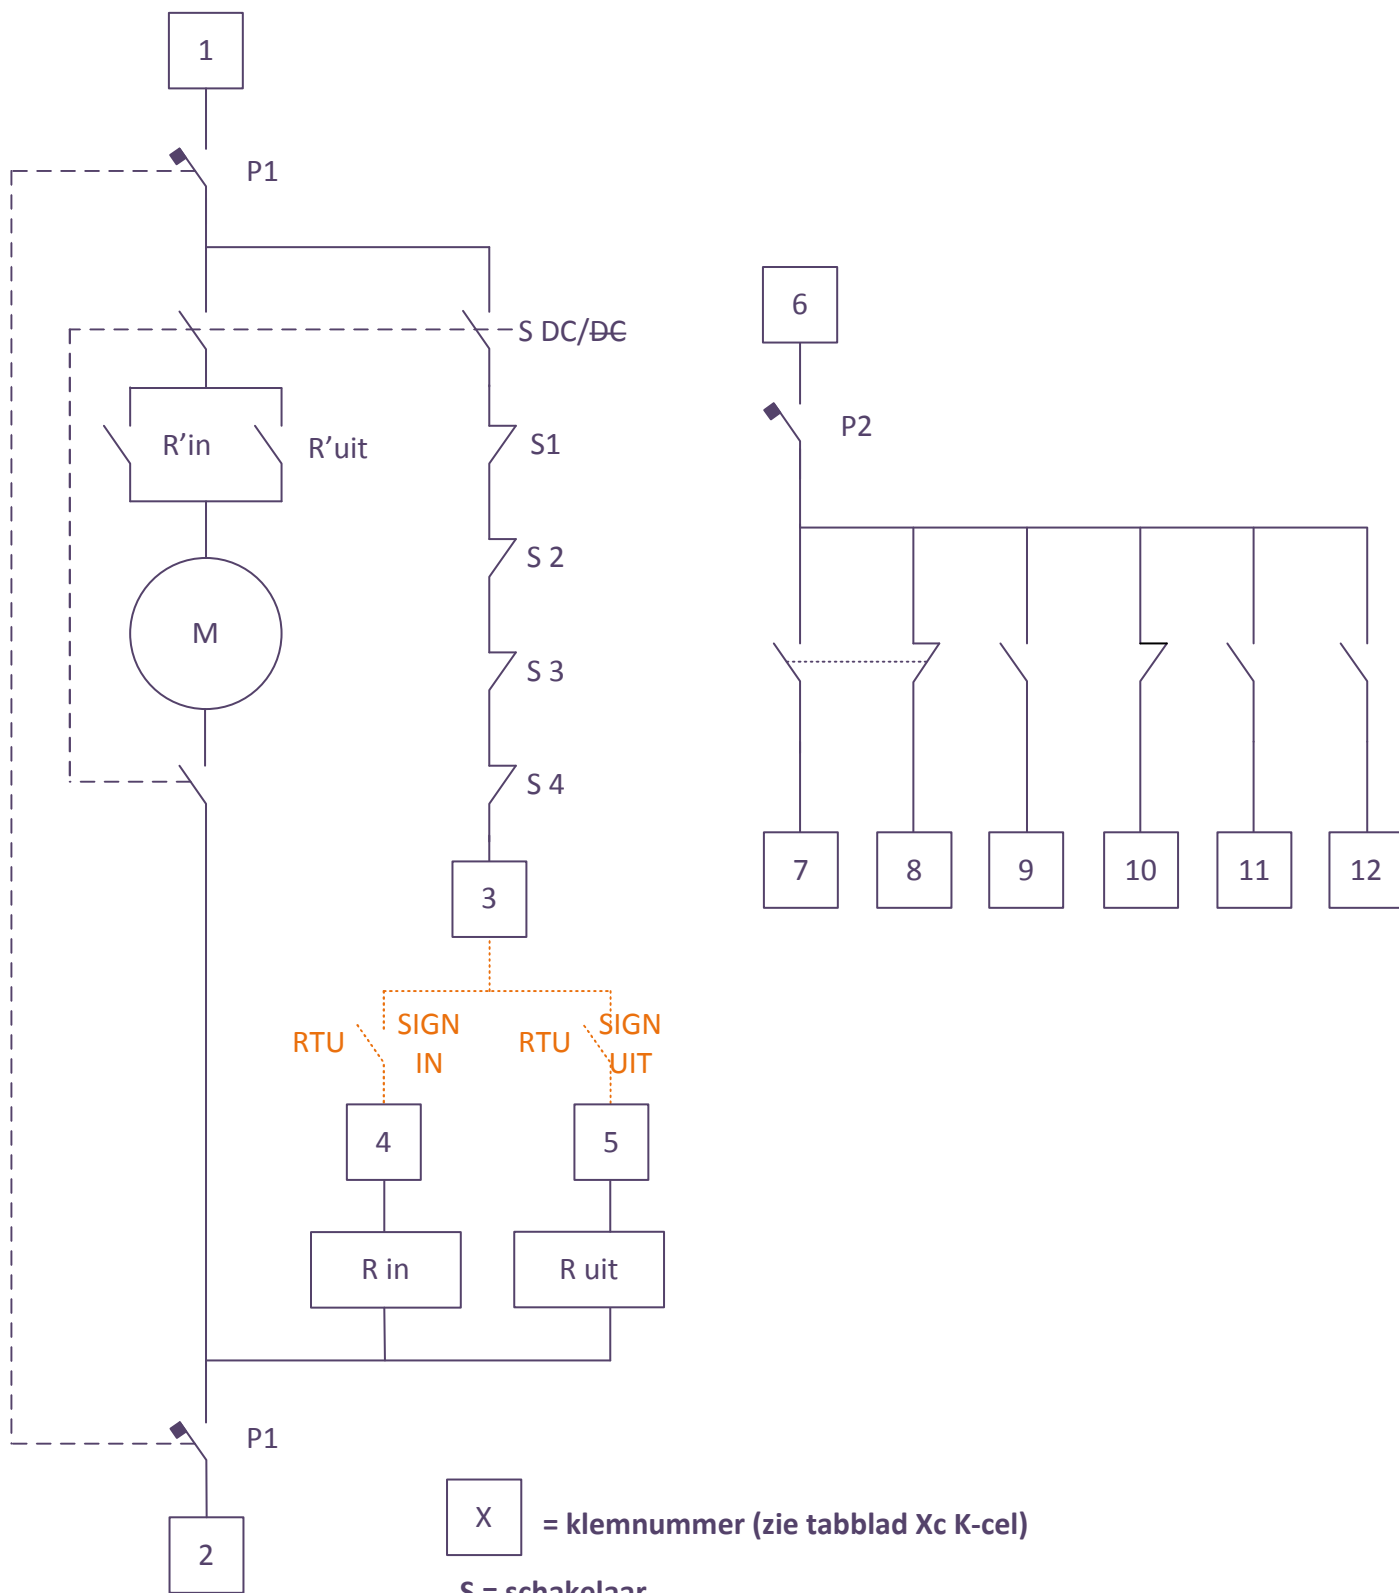 1
P1
S DC/DC
6
P2
R'in
R'uit
S1
S 2
M
S 3
S 4
7
8
9
10
11
12
3
RTU
SIGN
IN
RTU
SIGN
UIT
4
5
R in
R uit
P1
X
= klemnummer (zie tabblad Xc K-cel)
2
S = schakelaar